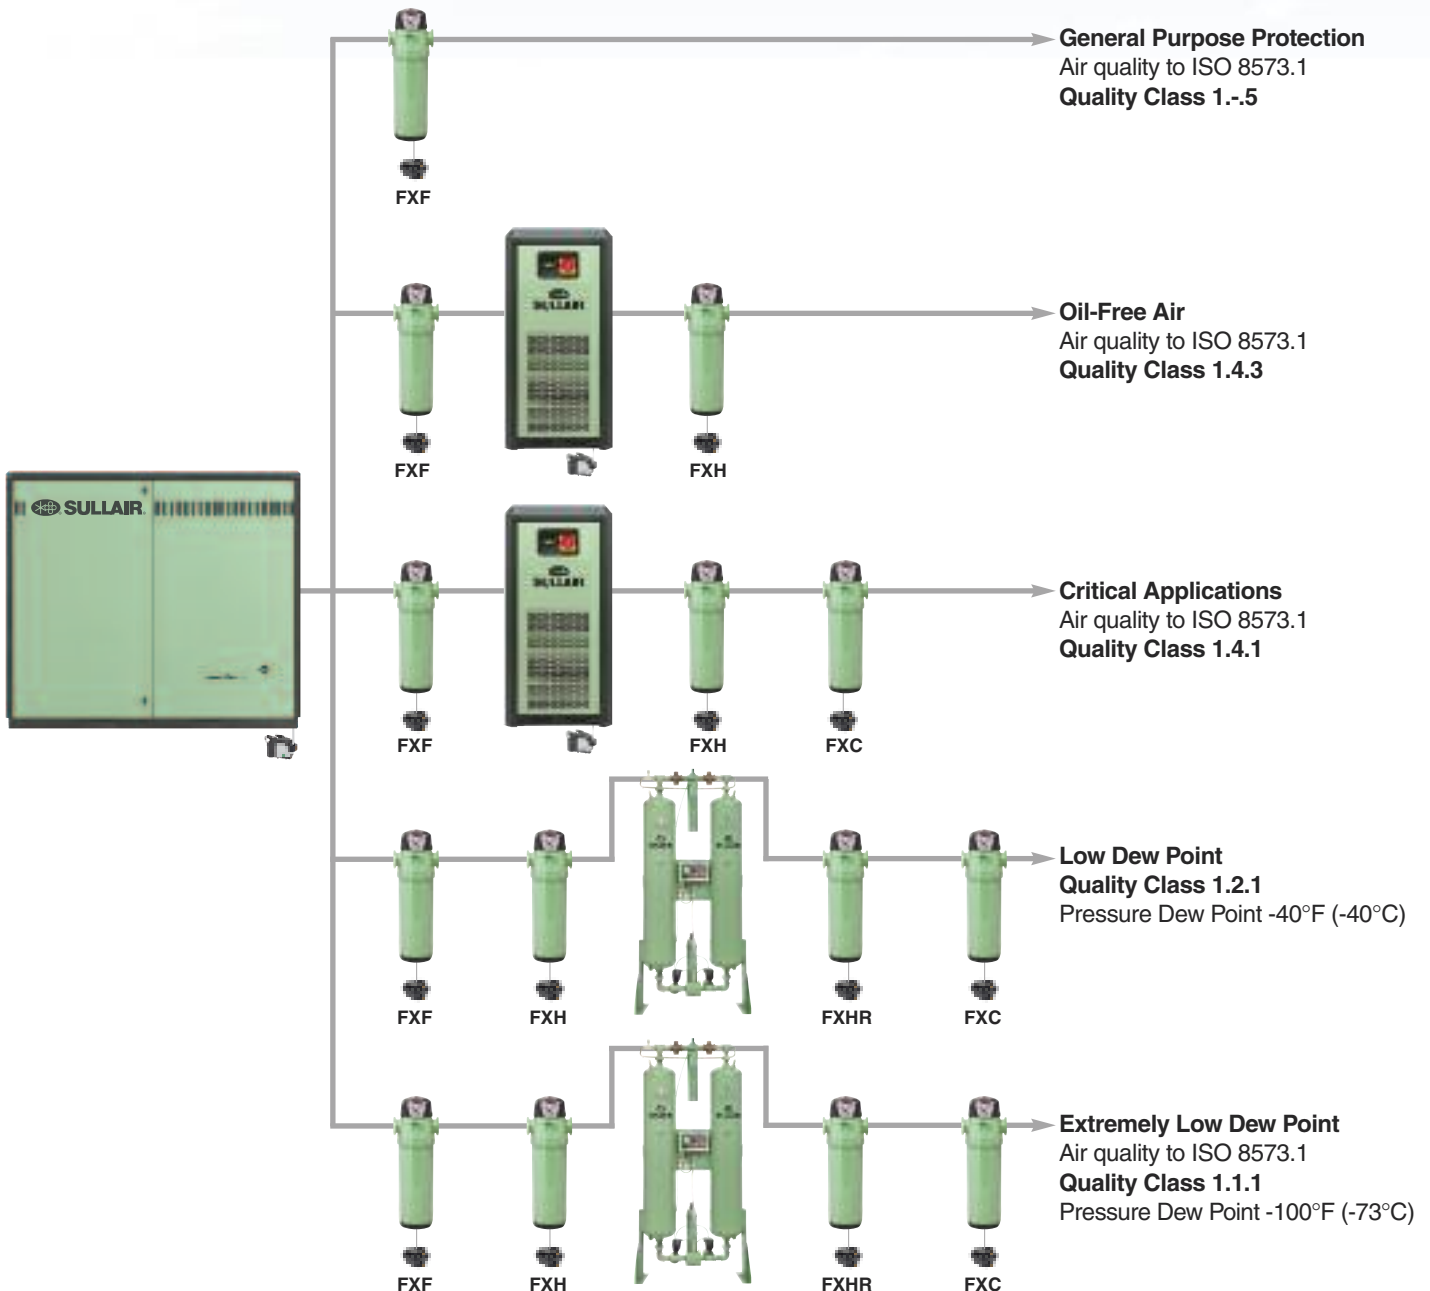 General Purpose Protection
Air quality to ISO 8573.1
Quality Class 1.-.5
FXF
SULLAIR
Oil-Free Air
Air quality to ISO 8573.1
Quality Class 1.4.3
FXF
FXH
SULLAIR
SULLAIR
Critical Applications
Air quality to ISO 8573.1
Quality Class 1.4.1
FXF
FXH
FXC
Low Dew Point
Quality Class 1.2.1
Pressure Dew Point -40°F (-40°C)
FXF
FXH
FXHR
FXC
Extremely Low Dew Point
Air quality to ISO 8573.1
Quality Class 1.1.1
Pressure Dew Point -100°F (-73°C)
FXF
FXH
FXHR
FXC